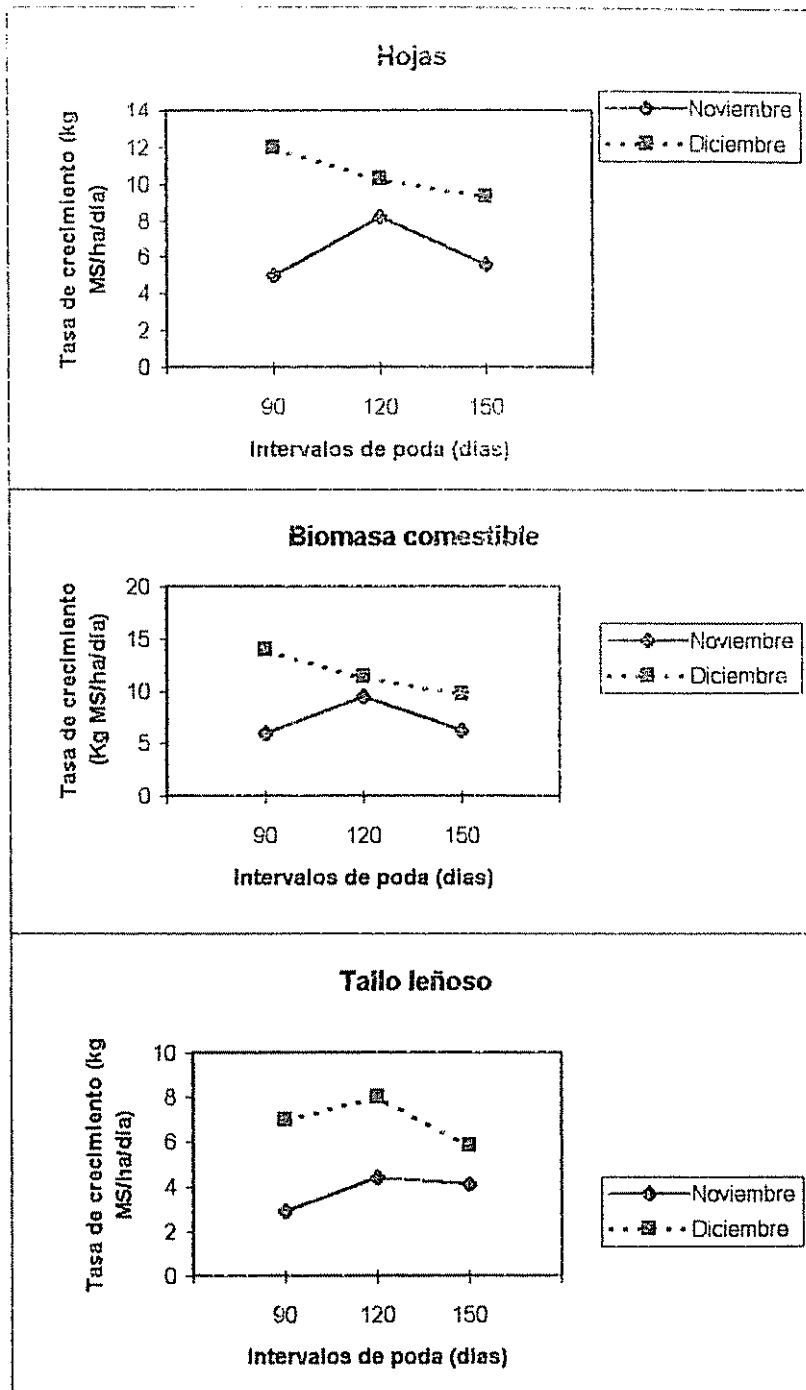 Hojas
Tasa de crecimiento (kg
MS/ha/día)
14
12
10
8
6
4
2
0
90 120 150
Intervalos de poda (días)
Noviembre
Diciembre
Biomasa comestible
Tasa de crecimiento
(Kg MS/ha/día)
20
15
10
5
0
90 120 150
Intervalos de poda (días)
Noviembre
Diciembre
Tallo leñoso
Tasa de crecimiento (kg
MS/ha/día)
10
8
6
4
2
0
90 120 150
Intervalos de poda (días)
Noviembre
Diciembre